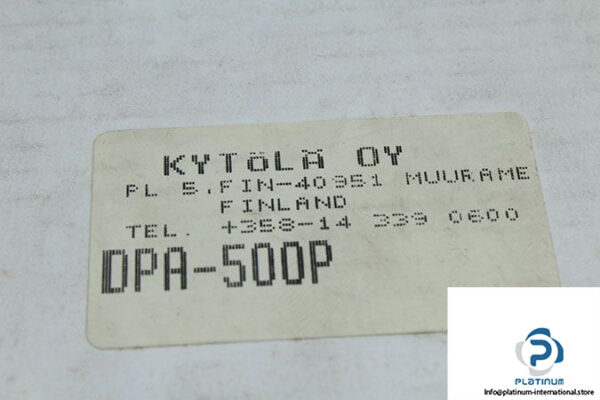 KYTöLÄ OY
PL 5, FIN-40951 MUURAME
FINLAND
TEL. +358-14 339 0600
DPA-500P
PLATINUM
Info@platinum-international.store